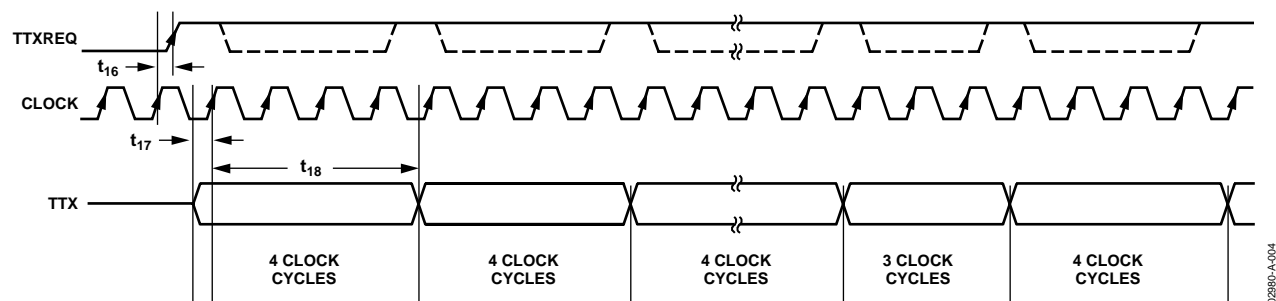 TTXREQ
t16
CLOCK
t17
t18
TTX
4 CLOCK
CYCLES
4 CLOCK
CYCLES
4 CLOCK
CYCLES
3 CLOCK
CYCLES
4 CLOCK
CYCLES
02980-A-004